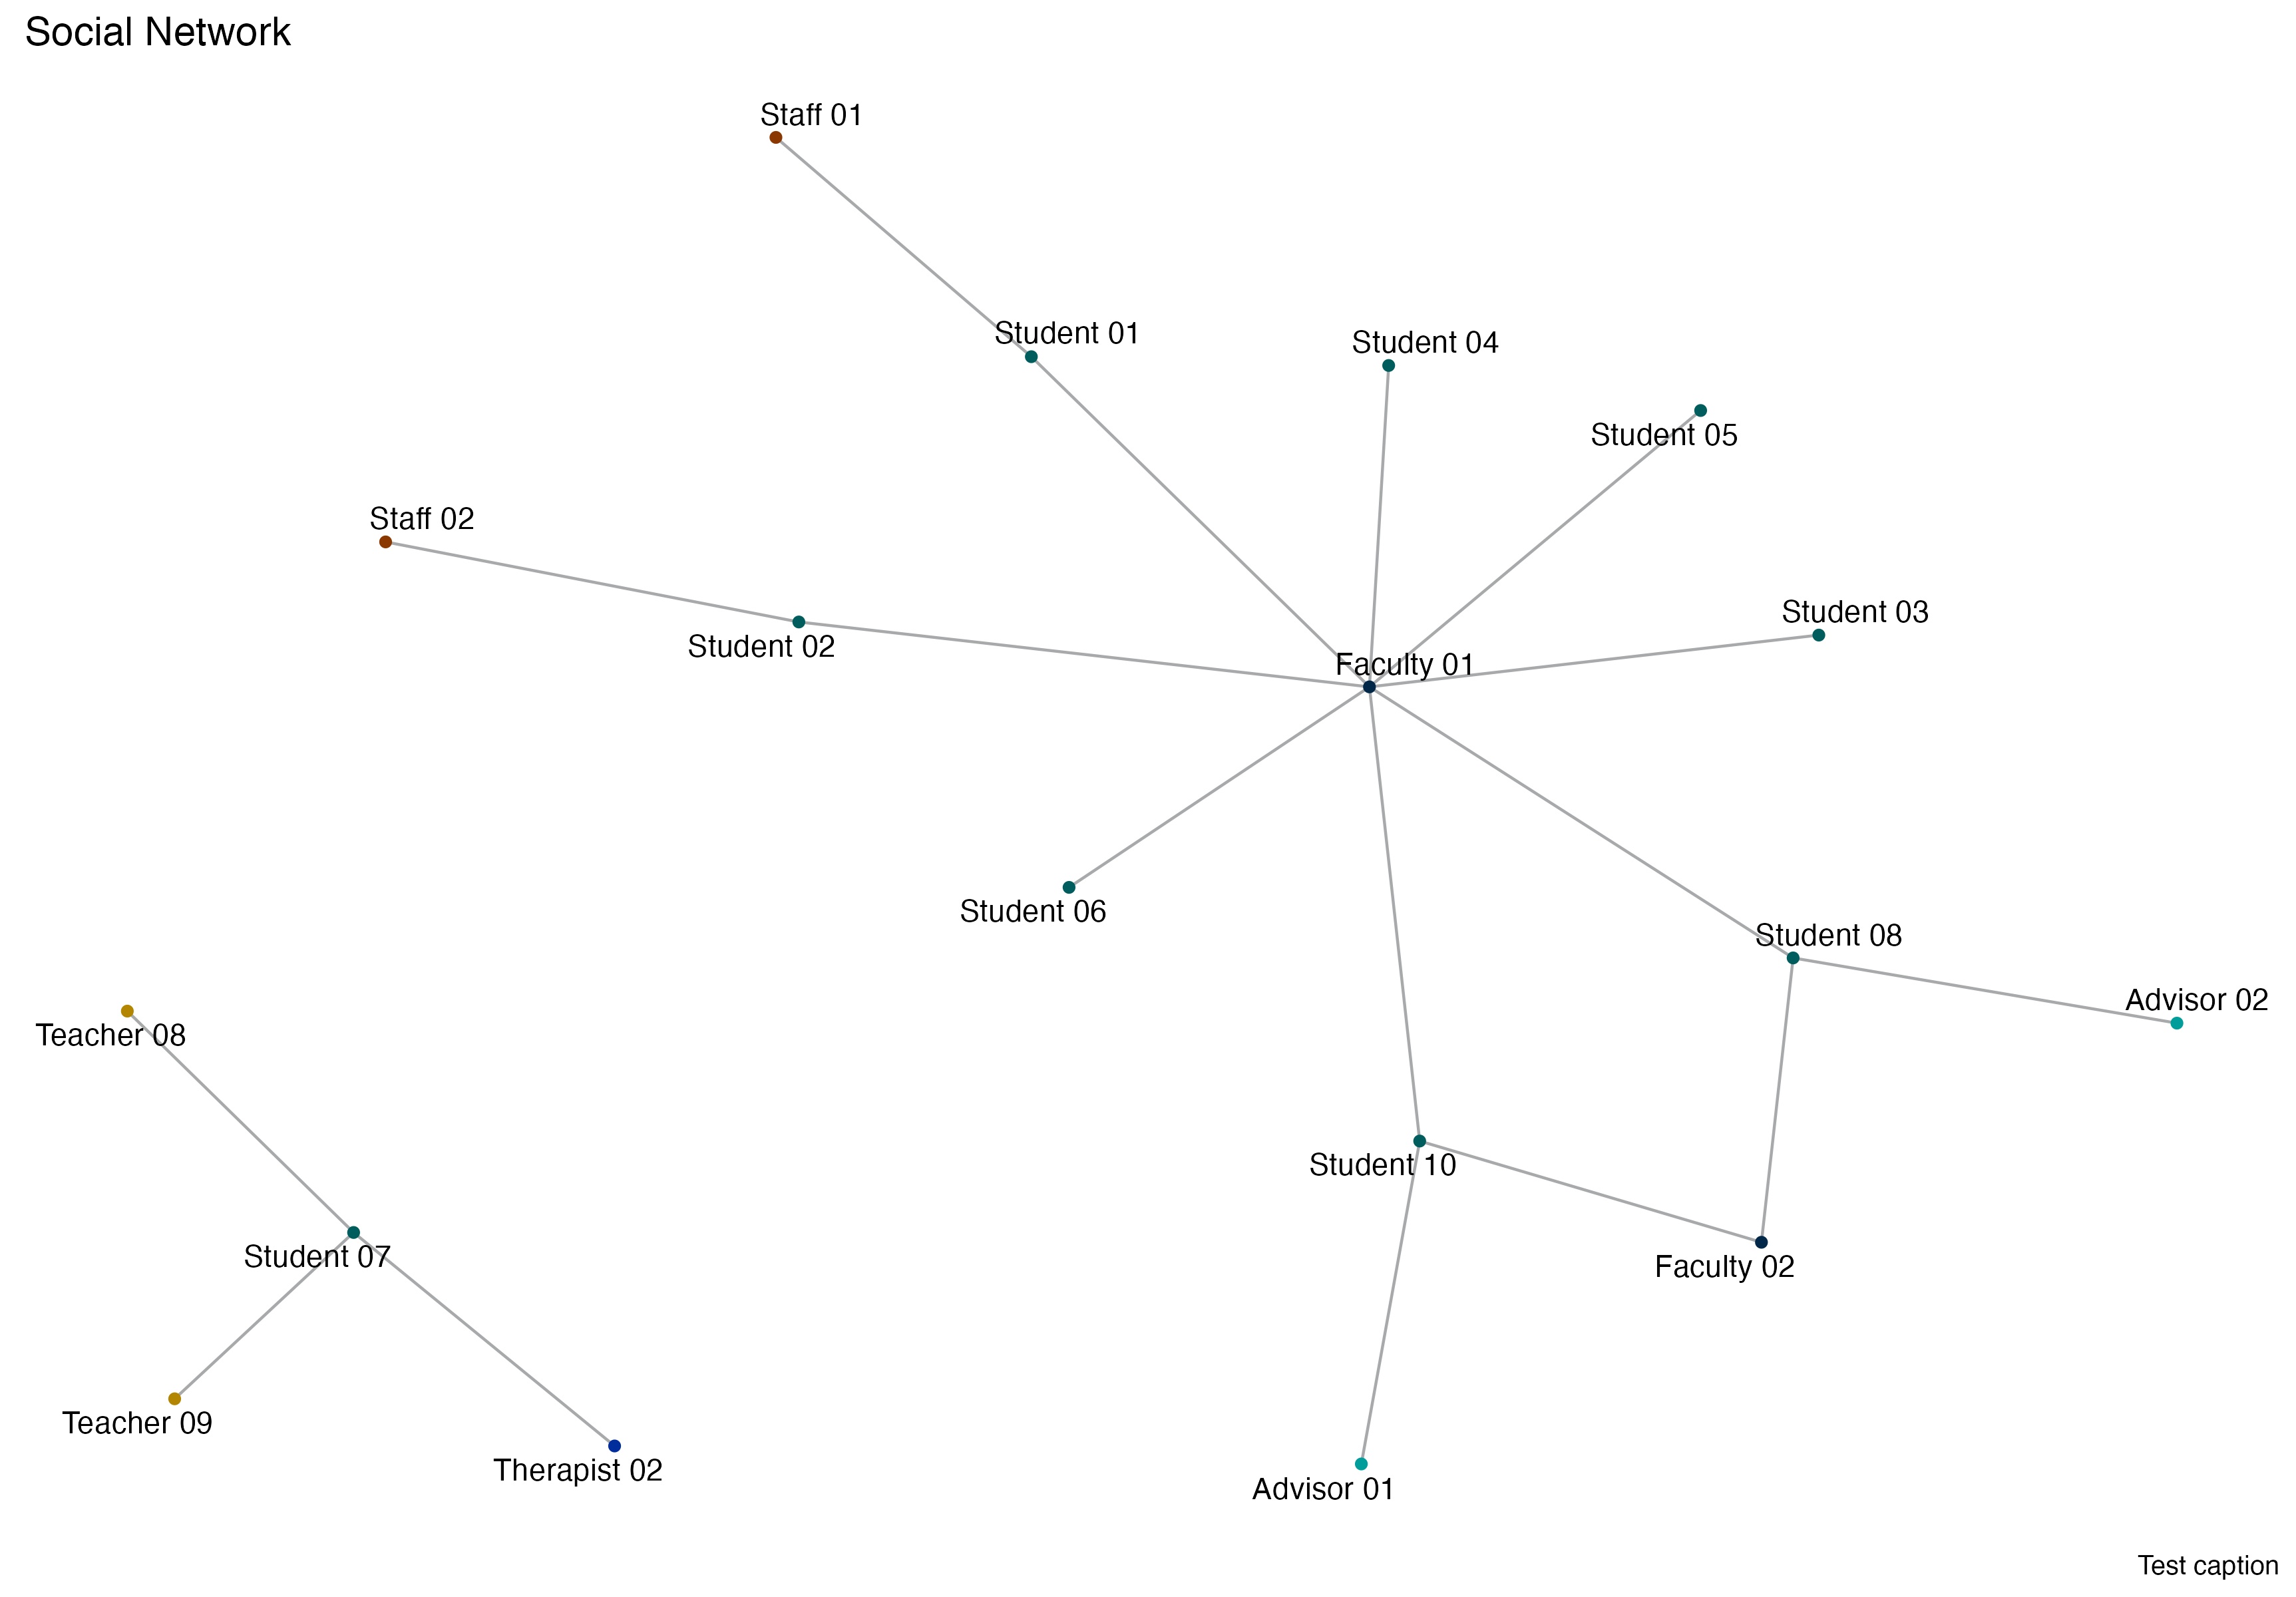 Social Network
Staff 01
Student 01
Student 04
Student 05
Staff 02
Student 03
Student 02
Faculty 01
Student 06
Student 08
Advisor 02
Teacher 08
Student 10
Student 07
Faculty 02
Teacher 09
Therapist 02
Advisor 01
Test caption